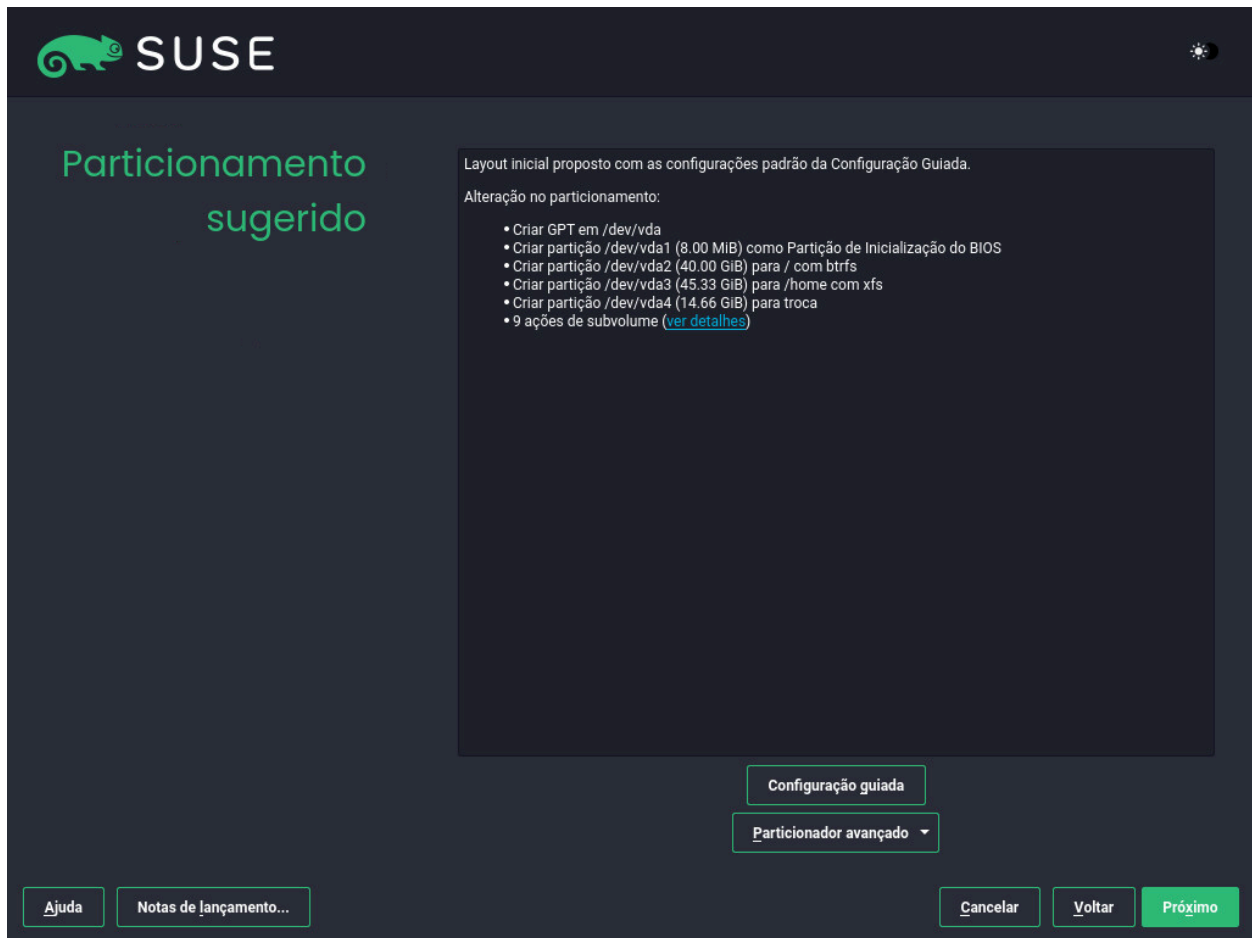 SUSE
Particionamento
sugerido
Layout inicial proposto com as configurações padrão da Configuração Guiada.
Alteração no particionamento:
• Criar GPT em /dev/vda
• Criar partição /dev/vda1 (8.00 MiB) como Partição de Inicialização do BIOS
• Criar partição /dev/vda2 (40.00 GiB) para / com btrfs
• Criar partição /dev/vda3 (45.33 GiB) para /home com xfs
• Criar partição /dev/vda4 (14.66 GiB) para troca
• 9 ações de subvolume (ver detalhes)
Configuração guiada
Particionador avançado
Ajuda
Notas de lançamento...
Cancelar
Voltar
Próximo